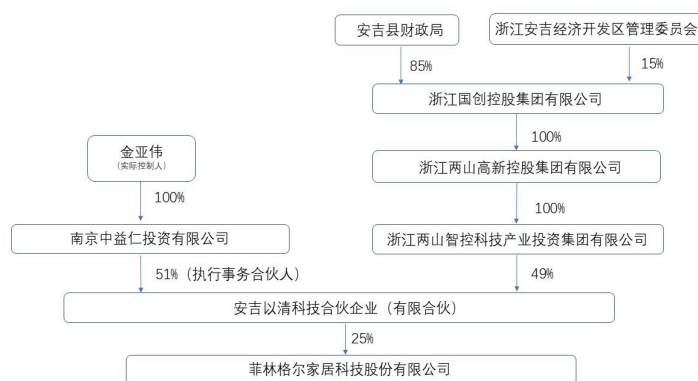 安吉县财政局
浙江安吉经济开发区管理委员会
85%
15%
浙江国创控股集团有限公司
100%
金亚伟
（实际控制人）
浙江两山高新控股集团有限公司
100%
100%
南京中益仁投资有限公司
浙江两山智控科技产业投资集团有限公司
51%（执行事务合伙人）
49%
安吉以清科技合伙企业（有限合伙）
25%
菲林格尔家居科技股份有限公司